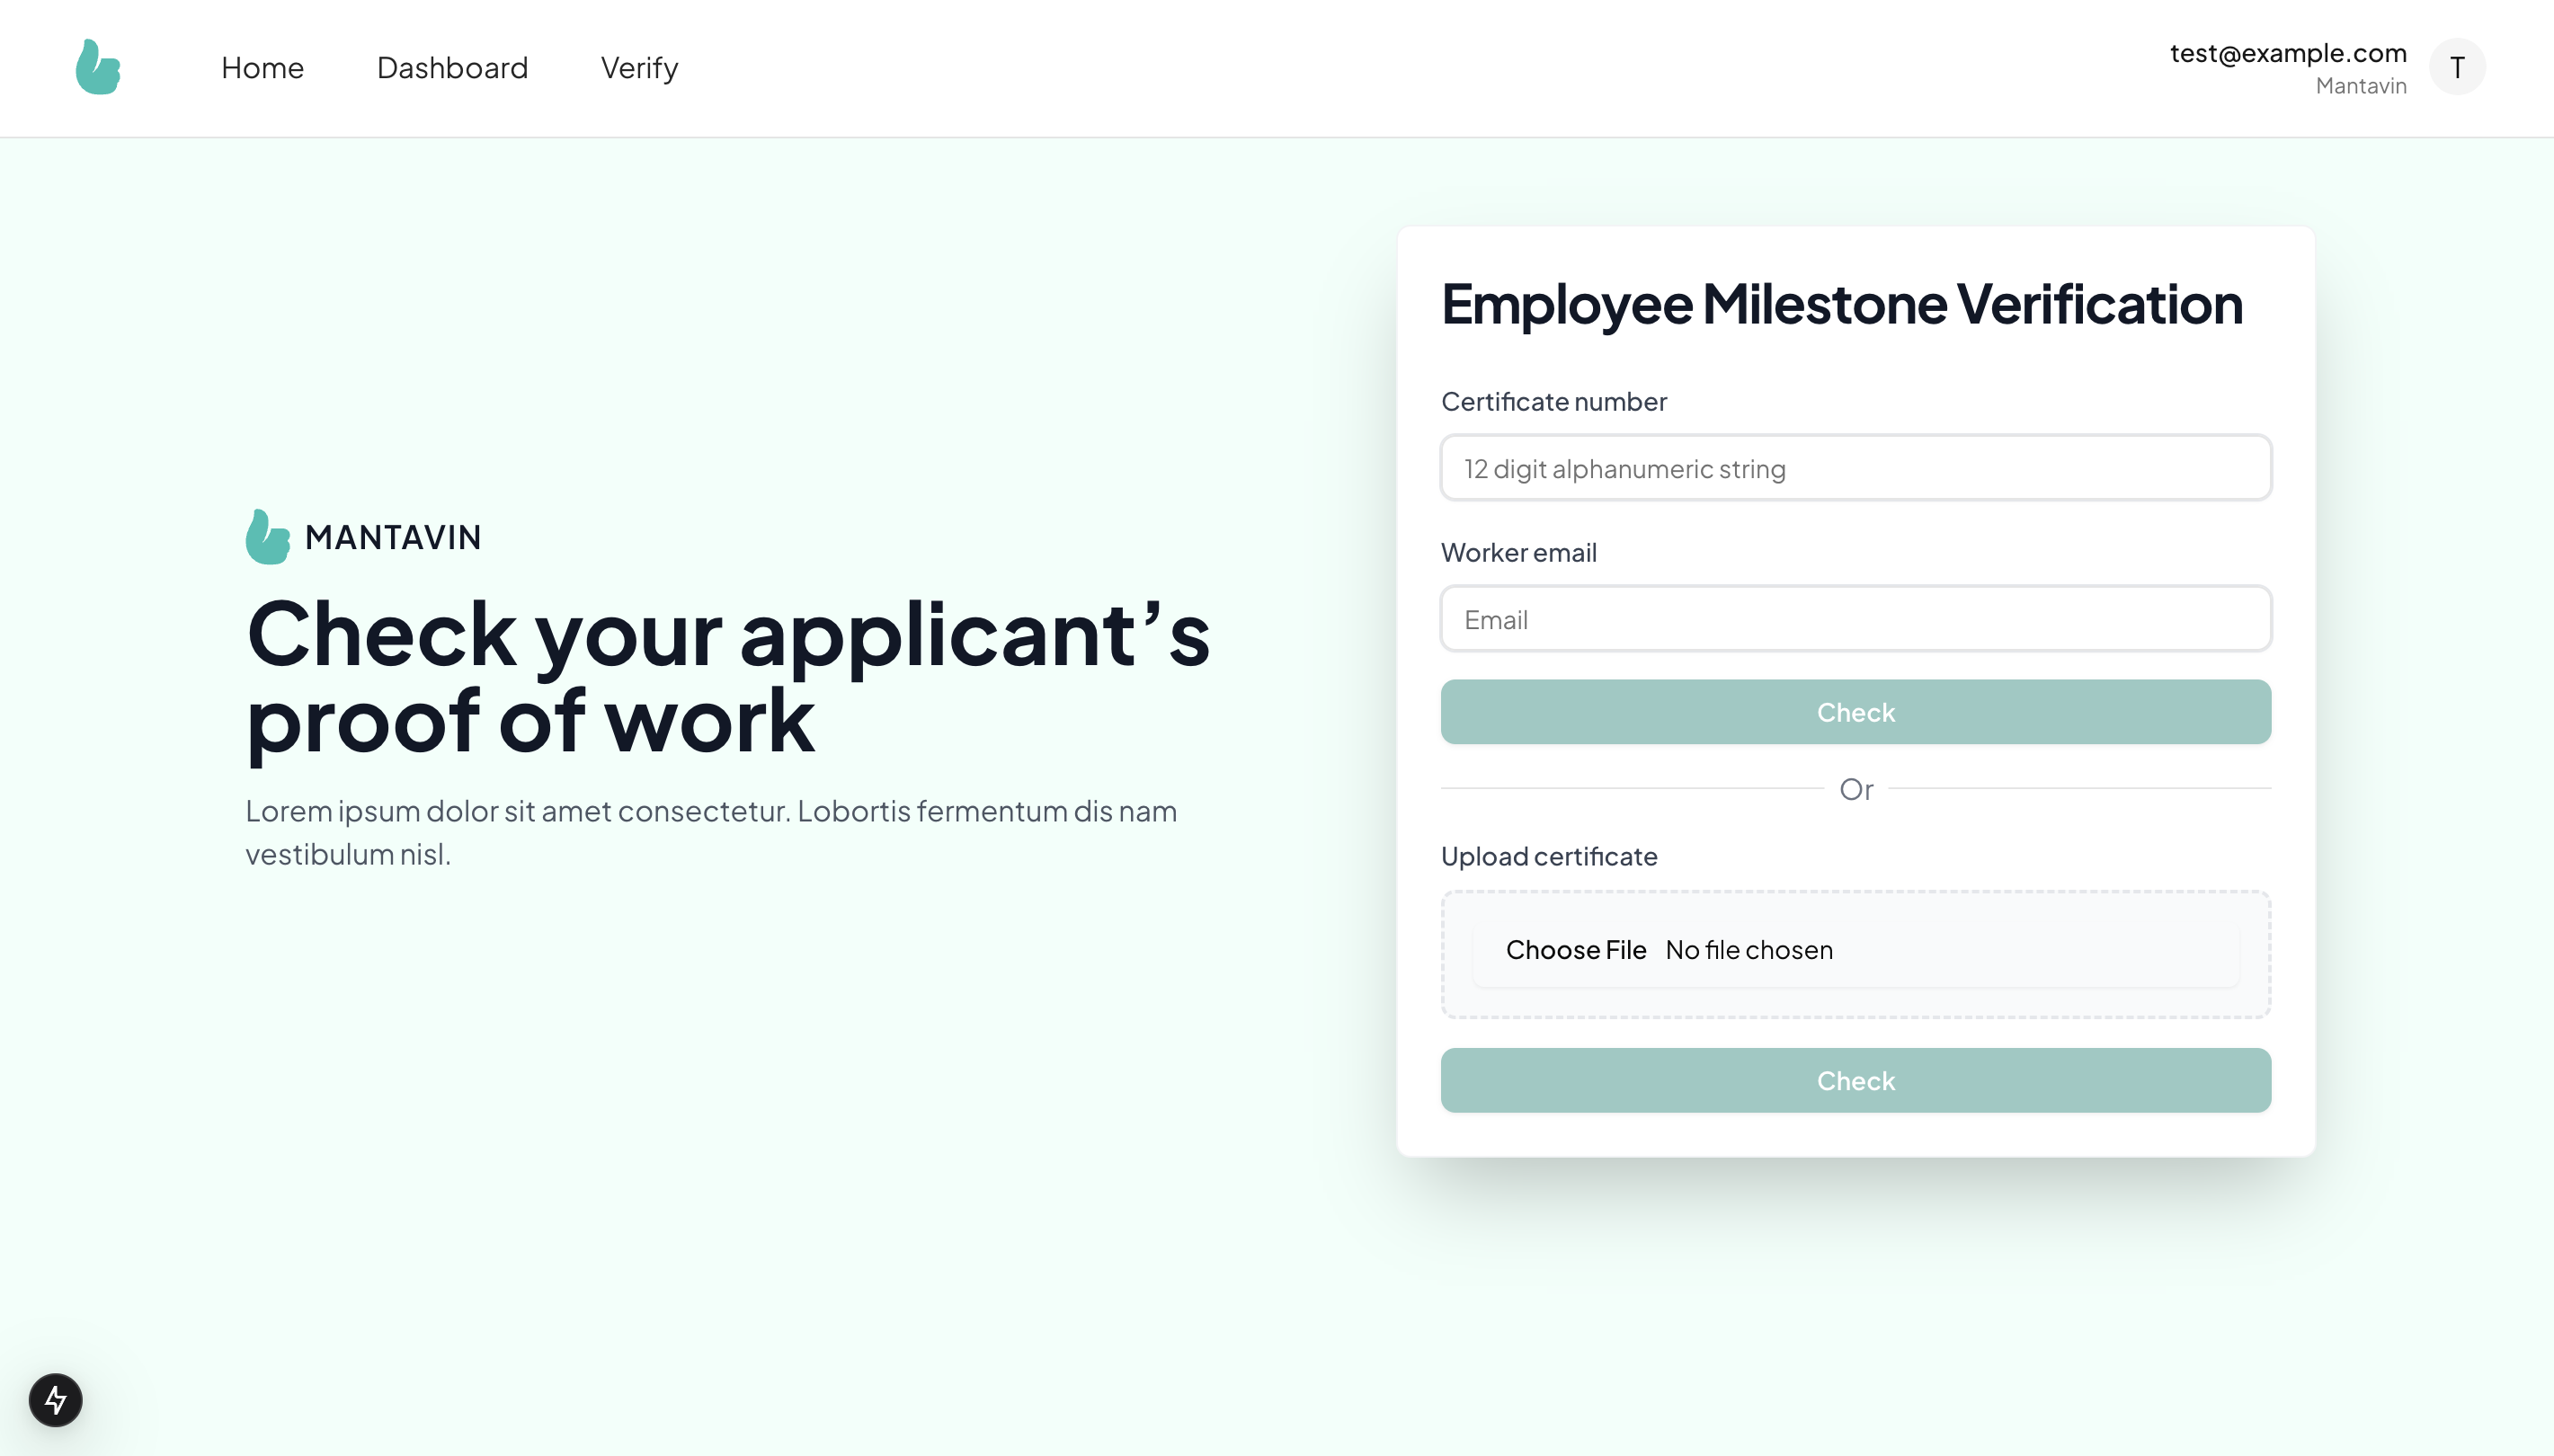 Home
Dashboard
Verify
test@example.com
Mantavin
T
MANTAVIN
Check your applicant’s
proof of work
Lorem ipsum dolor sit amet consectetur. Lobortis fermentum dis nam
vestibulum nisl.
Employee Milestone Verification
Certificate number
12 digit alphanumeric string
Worker email
Email
Check
Or
Upload certificate
Choose File No file chosen
Check